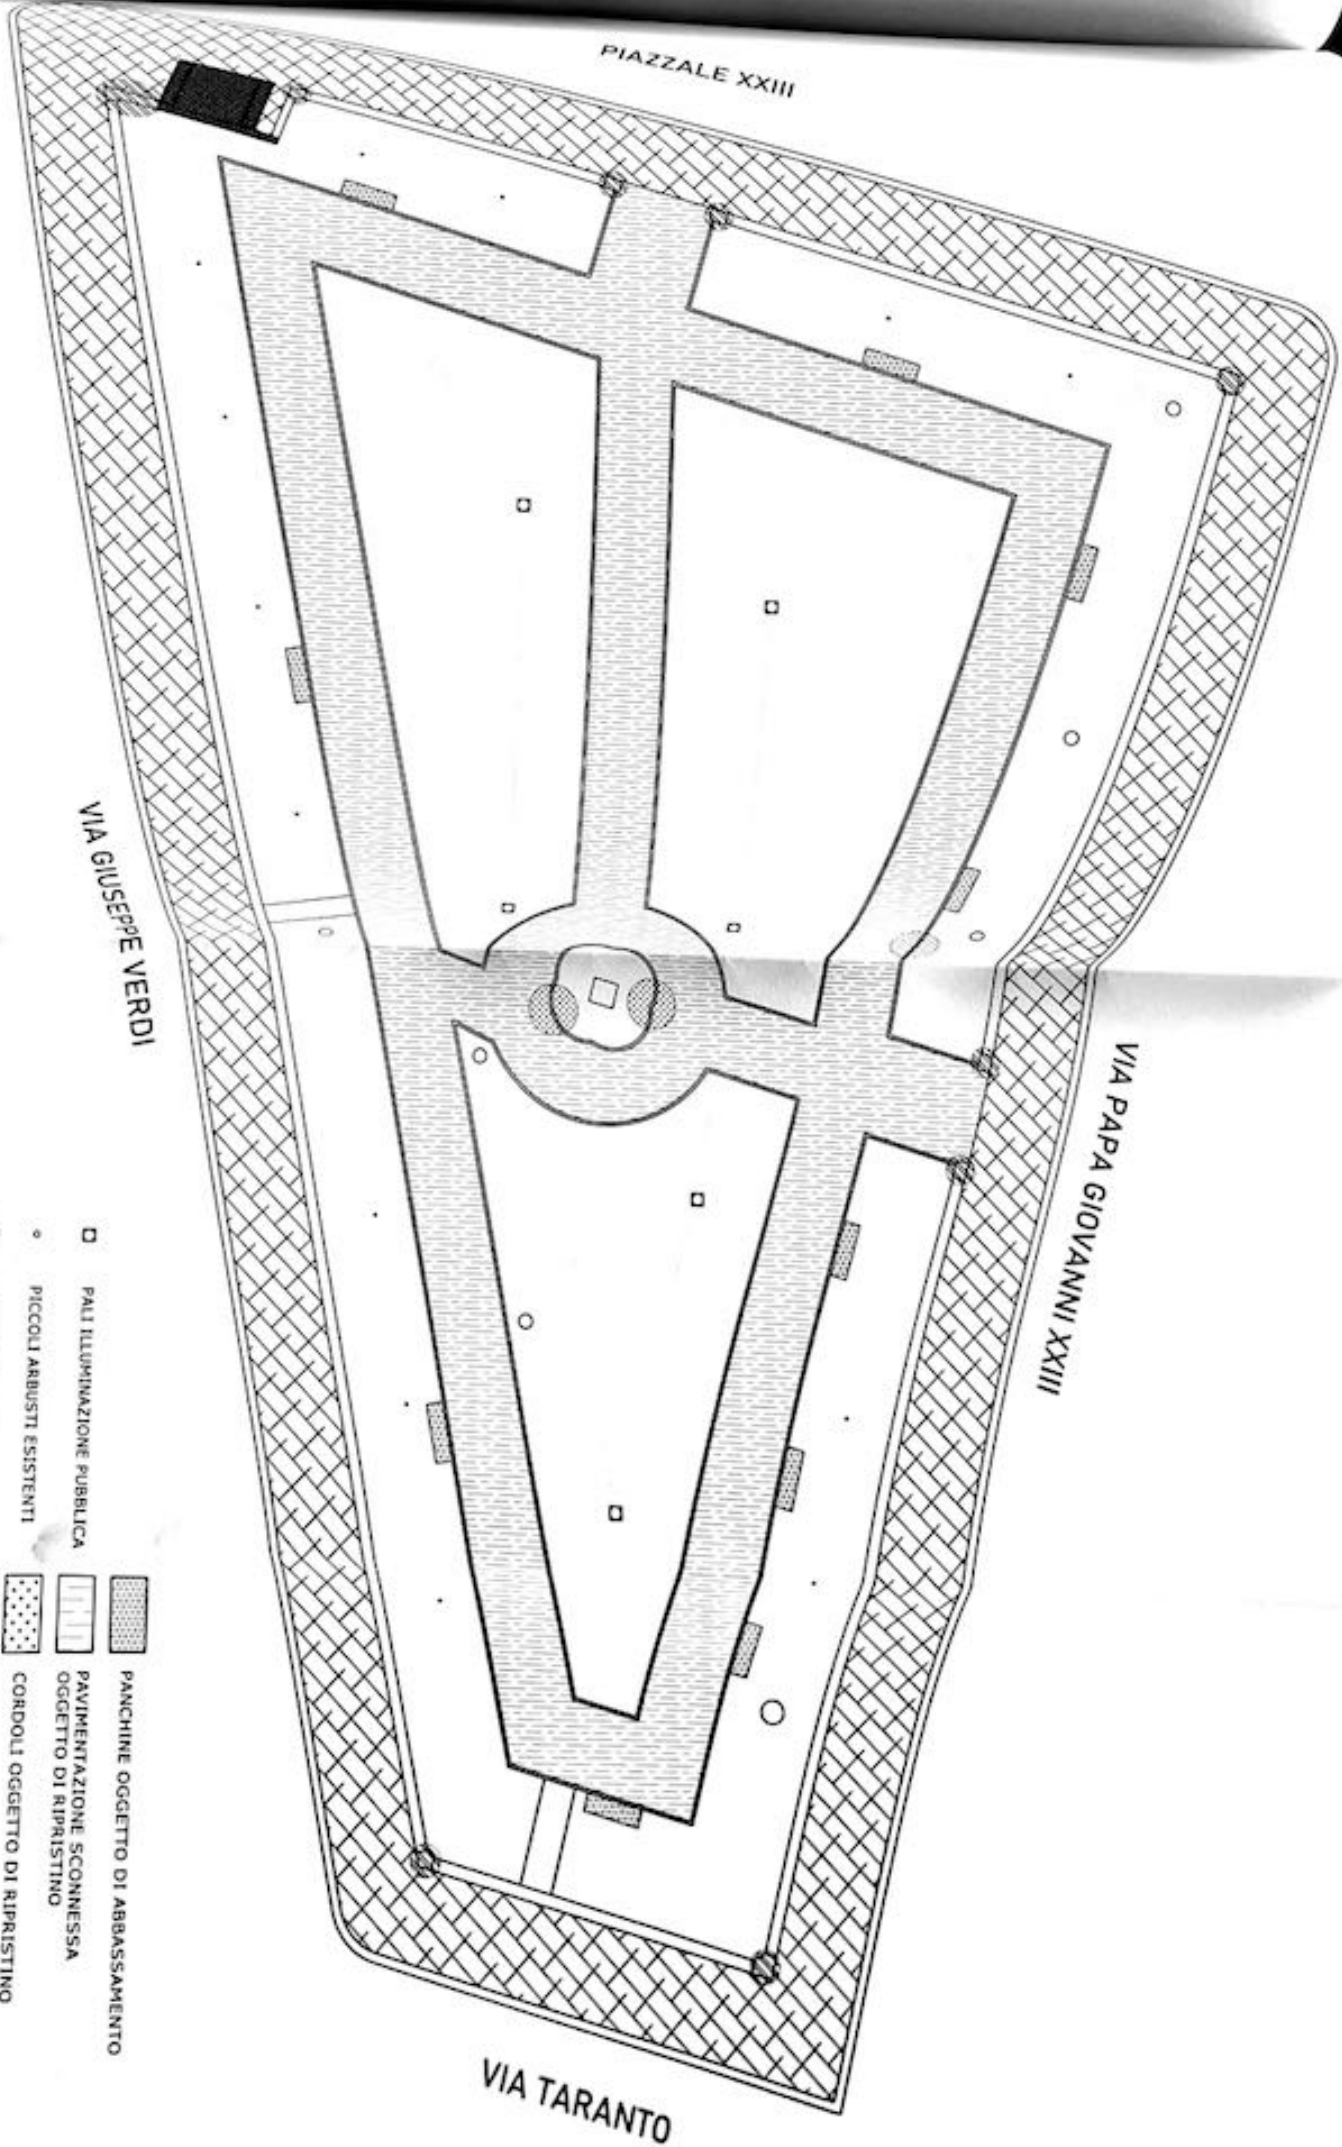 PIAZZALE XXIII
VIA GIUSEPPE VERDI
VIA PAPA GIOVANNI XXIII
VIA TARANTO
PALI ILLUMINAZIONE PUBBLICA
PICCOLI ARBUSTI ESISTENTI
PANCHINE OGGETTO DI ABBASSAMENTO
PAVIMENTAZIONE SCONNESSA
OGGETTO DI RIPRISTINO
CORDOLI OGGETTO DI RIPRISTINO